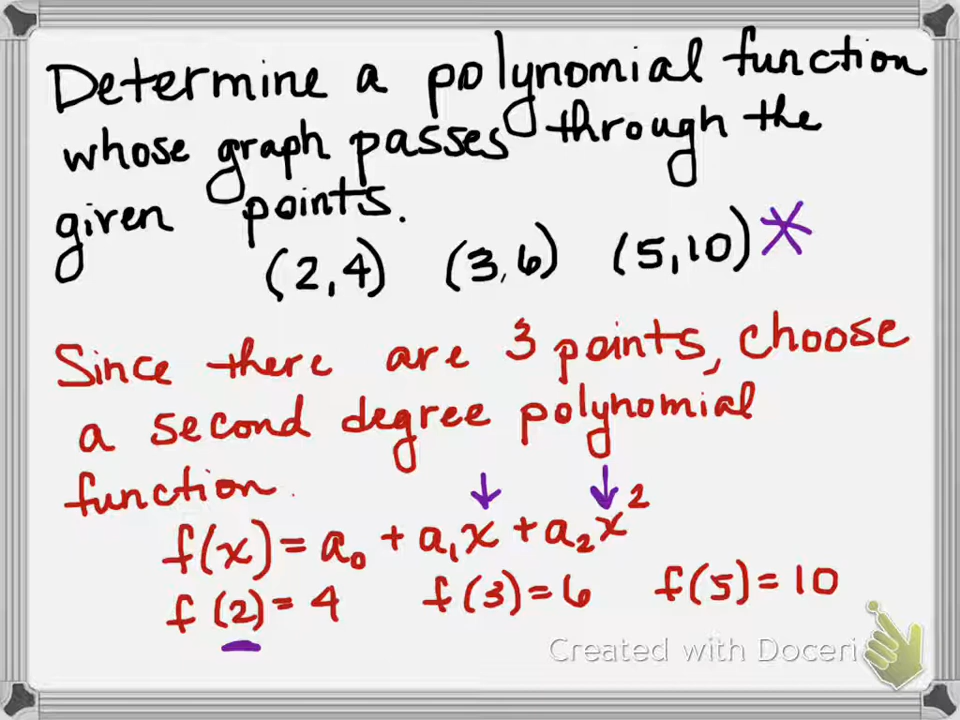 Determine a polynomial function
whose graph passes through the
given points.
(2,4) (3,6) (5,10)*
Since there are 3 points, choose
a second degree polynomial
function.
f(x) = a₀ + a₁x + a₂x²
f(2) = 4 f(3) = 6 f(5) = 10
Created with Doceri